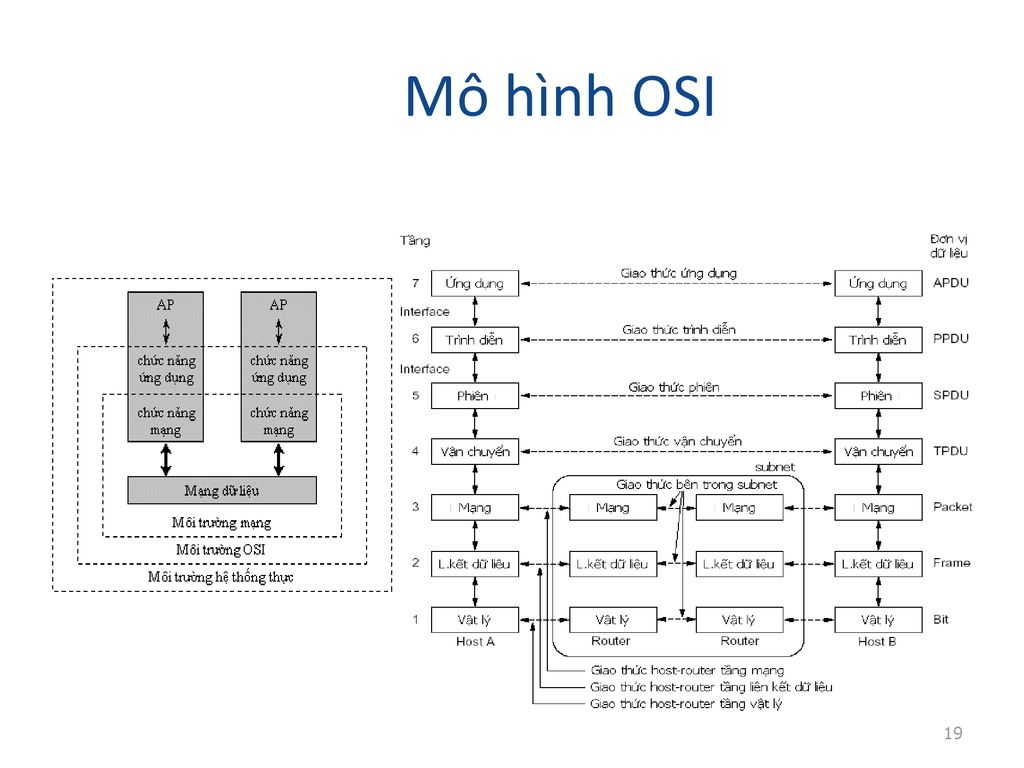 Mô hình OSI
AP
AP
chức năng
ứng dụng
chức năng
ứng dụng
chức năng
mạng
chức năng
mạng
Mạng dữ liệu
Môi trường mạng
Môi trường OSI
Môi trường hệ thống thực
Tầng
Đơn vị
dữ liệu
7
Ứng dụng
Giao thức ứng dụng
Ứng dụng
APDU
Interface
6
Trình diễn
Giao thức trình diễn
Trình diễn
PPDU
Interface
5
Phiên
Giao thức phiên
Phiên
SPDU
4
Vận chuyển
Giao thức vận chuyển
Vận chuyển
TPDU
subnet
Giao thức bên trong subnet
3
Mạng
Mạng
Mạng
Mạng
Packet
2
L.kết dữ liệu
L.kết dữ liệu
L.kết dữ liệu
L.kết dữ liệu
Frame
1
Vật lý
Vật lý
Vật lý
Vật lý
Bit
Host A
Router
Router
Host B
Giao thức host-router tầng mạng
Giao thức host-router tầng liên kết dữ liệu
Giao thức host-router tầng vật lý
19